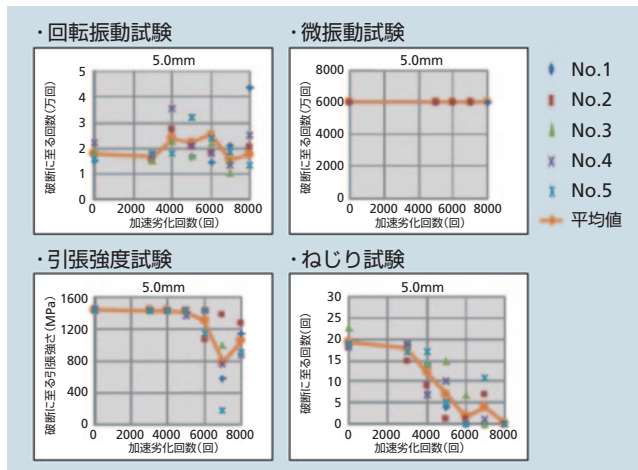 ・回転振動試験
5.0mm
破断に至る回数(万回)
5
4
3
2
1
0
0 2000 4000 6000 8000
加速劣化回数(回)
・微振動試験
5.0mm
破断に至る回数(回)
8000
6000
4000
2000
0
0 2000 4000 6000 8000
加速劣化回数(回)
No.1
No.2
No.3
No.4
No.5
平均値
・引張強度試験
5.0mm
破断に至る引張強さ(MPa)
1600
1200
800
400
0
0 2000 4000 6000 8000
加速劣化回数(回)
・ねじり試験
5.0mm
破断に至る回数(回)
30
25
20
15
10
5
0
0 2000 4000 6000 8000
加速劣化回数(回)